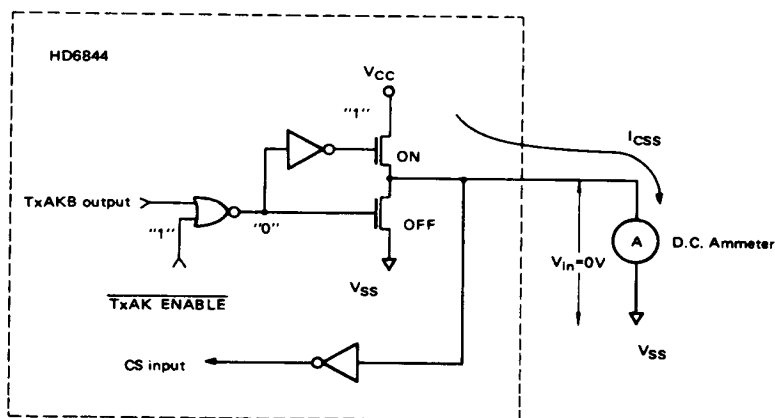 HD6844
VCC
"1"
ICSS
ON
TxAKB output
"1"
"0"
OFF
A
D.C. Ammeter
Vin=0V
TxAK ENABLE
VSS
VSS
CS input